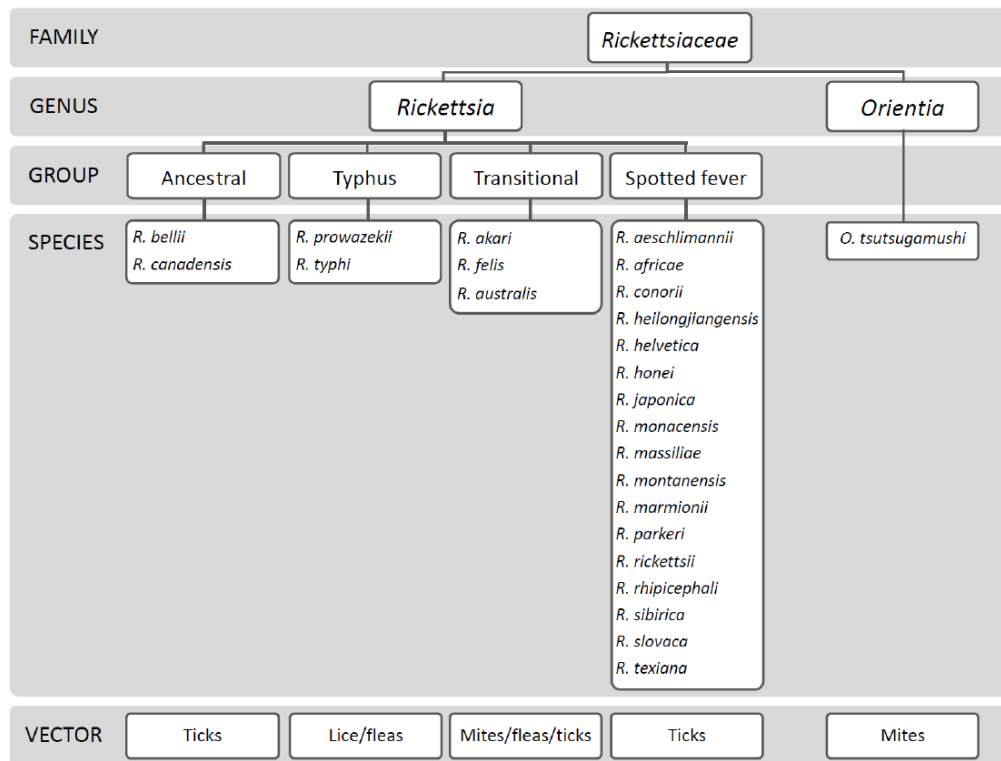 FAMILY
Rickettsiaceae
GENUS
Rickettsia
Orientia
GROUP
Ancestral
Typhus
Transitional
Spotted fever
SPECIES
R. bellii
R. canadensis
R. prowazekii
R. typhi
R. akari
R. felis
R. australis
R. aeschlimannii
R. africae
R. conorii
R. heilongjiangensis
R. helvetica
R. honei
R. japonica
R. monacensis
R. massiliae
R. montanensis
R. marmionii
R. parkeri
R. rickettsii
R. rhipicephali
R. sibirica
R. slovaca
R. texiana
O. tsutsugamushi
VECTOR
Ticks
Lice/fleas
Mites/fleas/ticks
Ticks
Mites